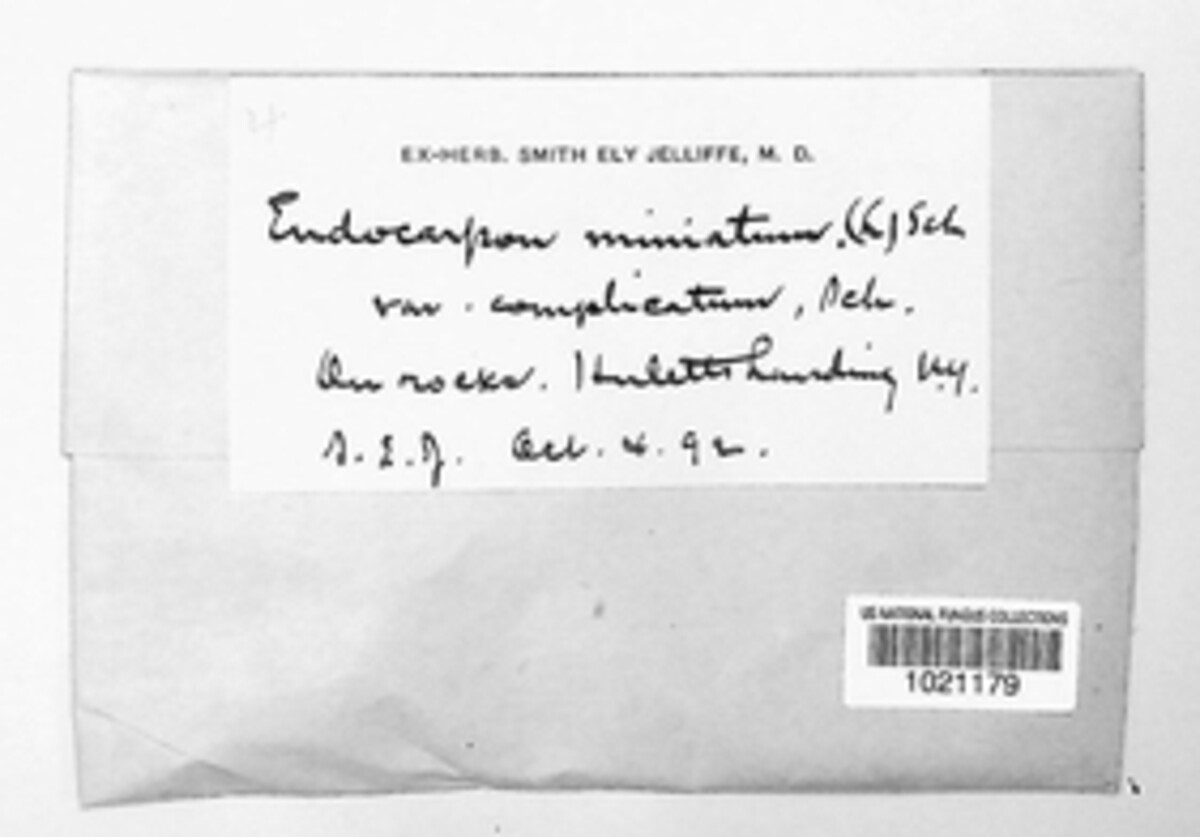 EX-HERB. SMITH ELY JELLIFFE, M. D.
Endocarpon miniatum. (L) Sch
var. complicatum, Sch.
On rocks. Huletts Landing N.Y.
S. E. J. Oct. 4. 92.
US NATIONAL FUNGUS COLLECTIONS
1021179